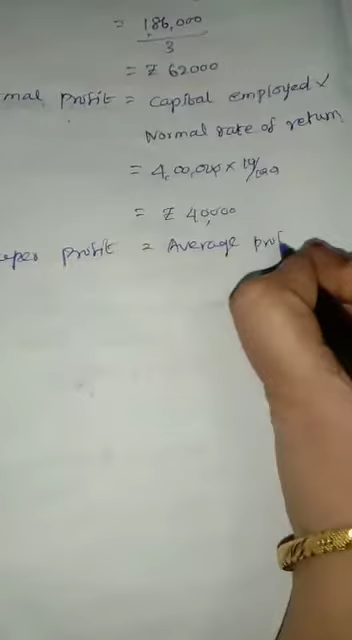 = 186,000
3
= ₹ 62000
mal Profit = Capital employed ×
Normal rate of return
= 4,00,000 × 10/100
= ₹ 40,000
uper Profit = Average prof